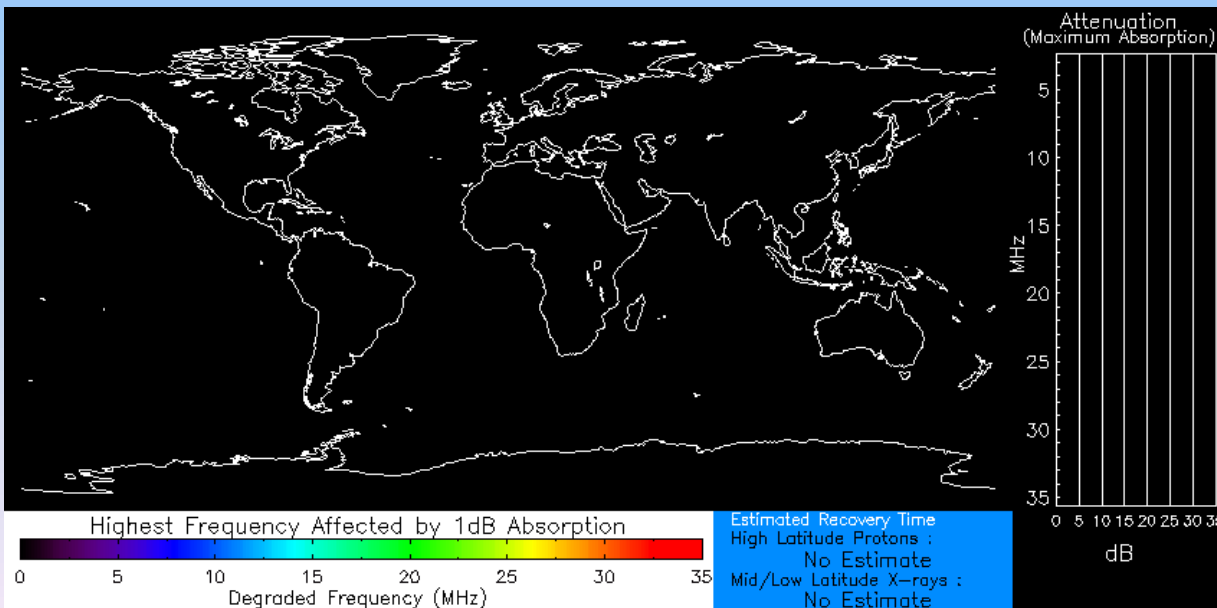 Attenuation
(Maximum Absorption)
5
10
15
20
25
30
35
MHz
0 5 10 15 20 25 30
dB
Highest Frequency Affected by 1dB Absorption
0 5 10 15 20 25 30 35
Degraded Frequency (MHz)
Estimated Recovery Time
High Latitude Protons :
No Estimate
Mid/Low Latitude X-rays :
No Estimate